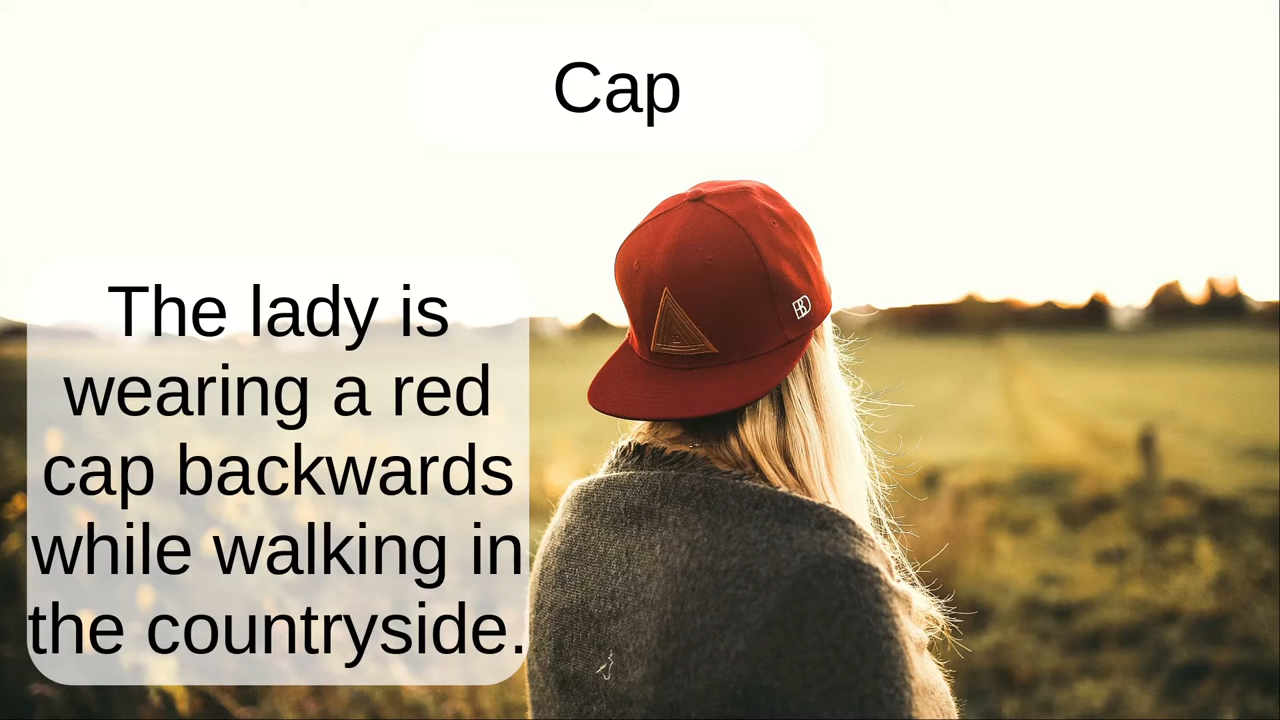 Cap
The lady is
wearing a red
cap backwards
while walking in
the countryside.